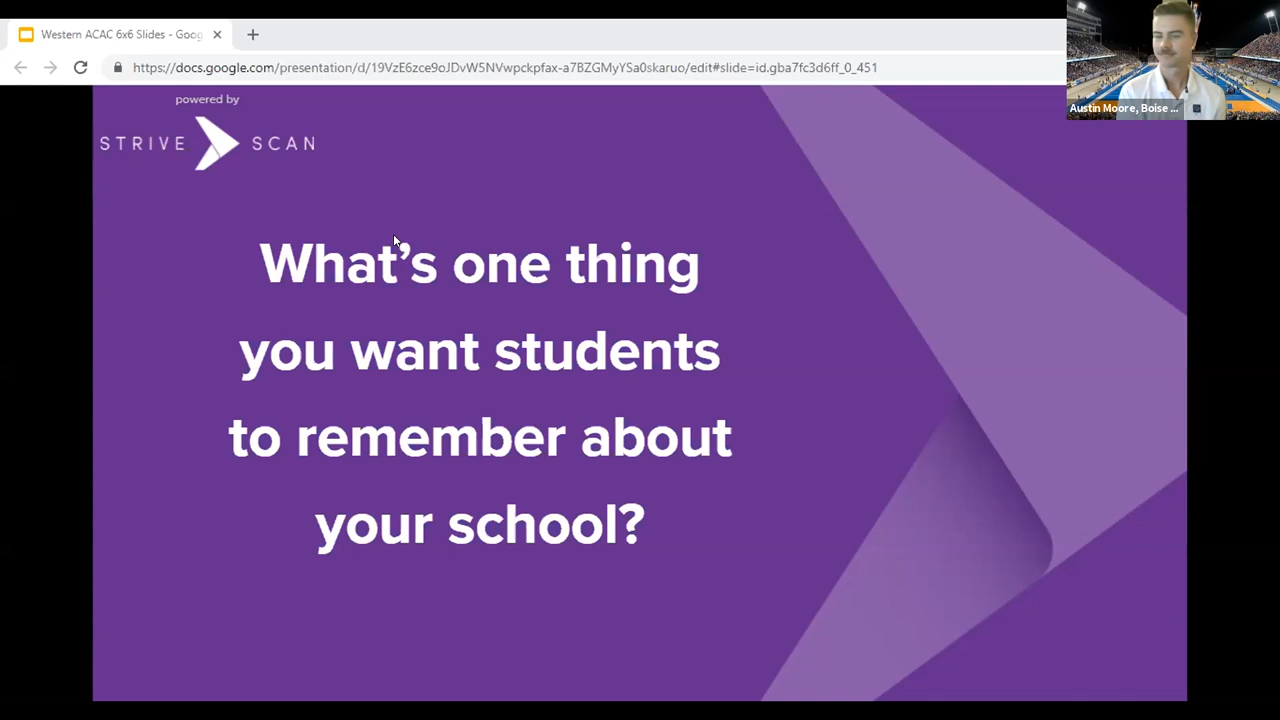 Western ACAC 6x6 Slides - Goog
https://docs.google.com/presentation/d/19VzE6zce9oJDvW5NVwpzxpfax-a7BZGMyYSa0skaruo/edit#slide=id.gba7fc3d6ff_0_451
Austin Moore, Boise ...
powered by
STRIVE SCAN
What's one thing
you want students
to remember about
your school?